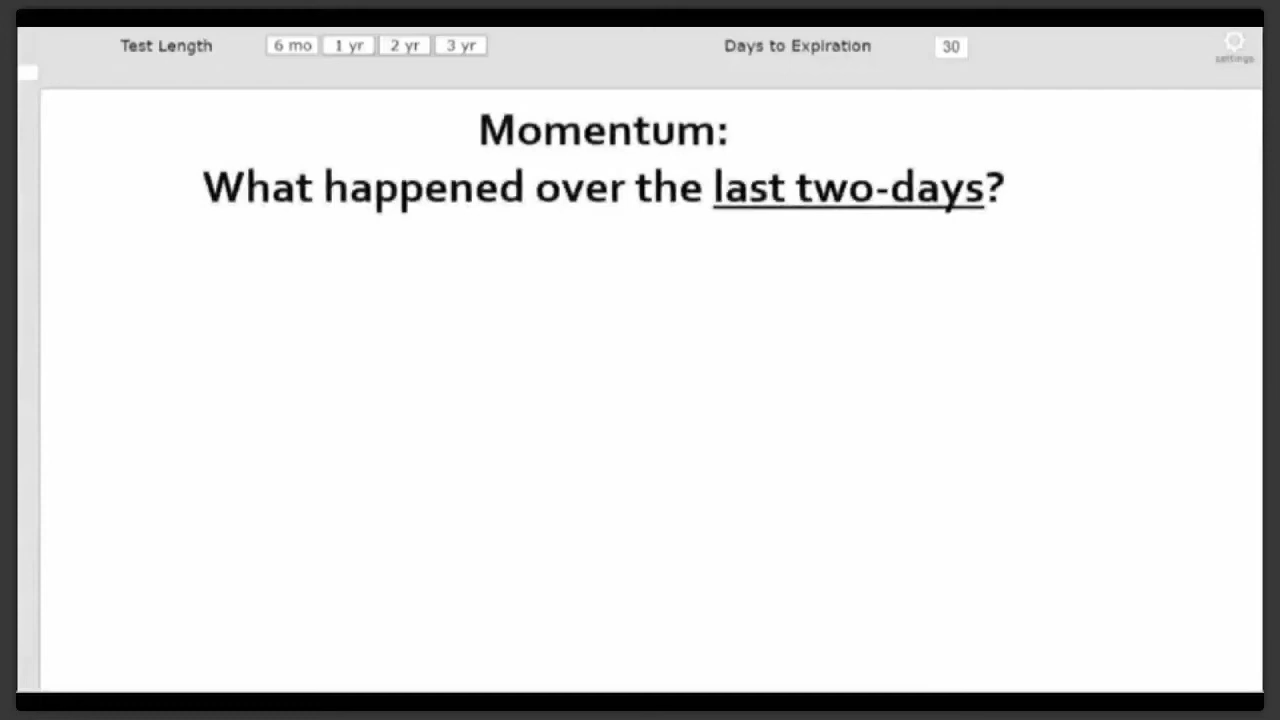 Test Length 6 mo 1 yr 2 yr 3 yr Days to Expiration 30
settings
Momentum:
What happened over the last two-days?